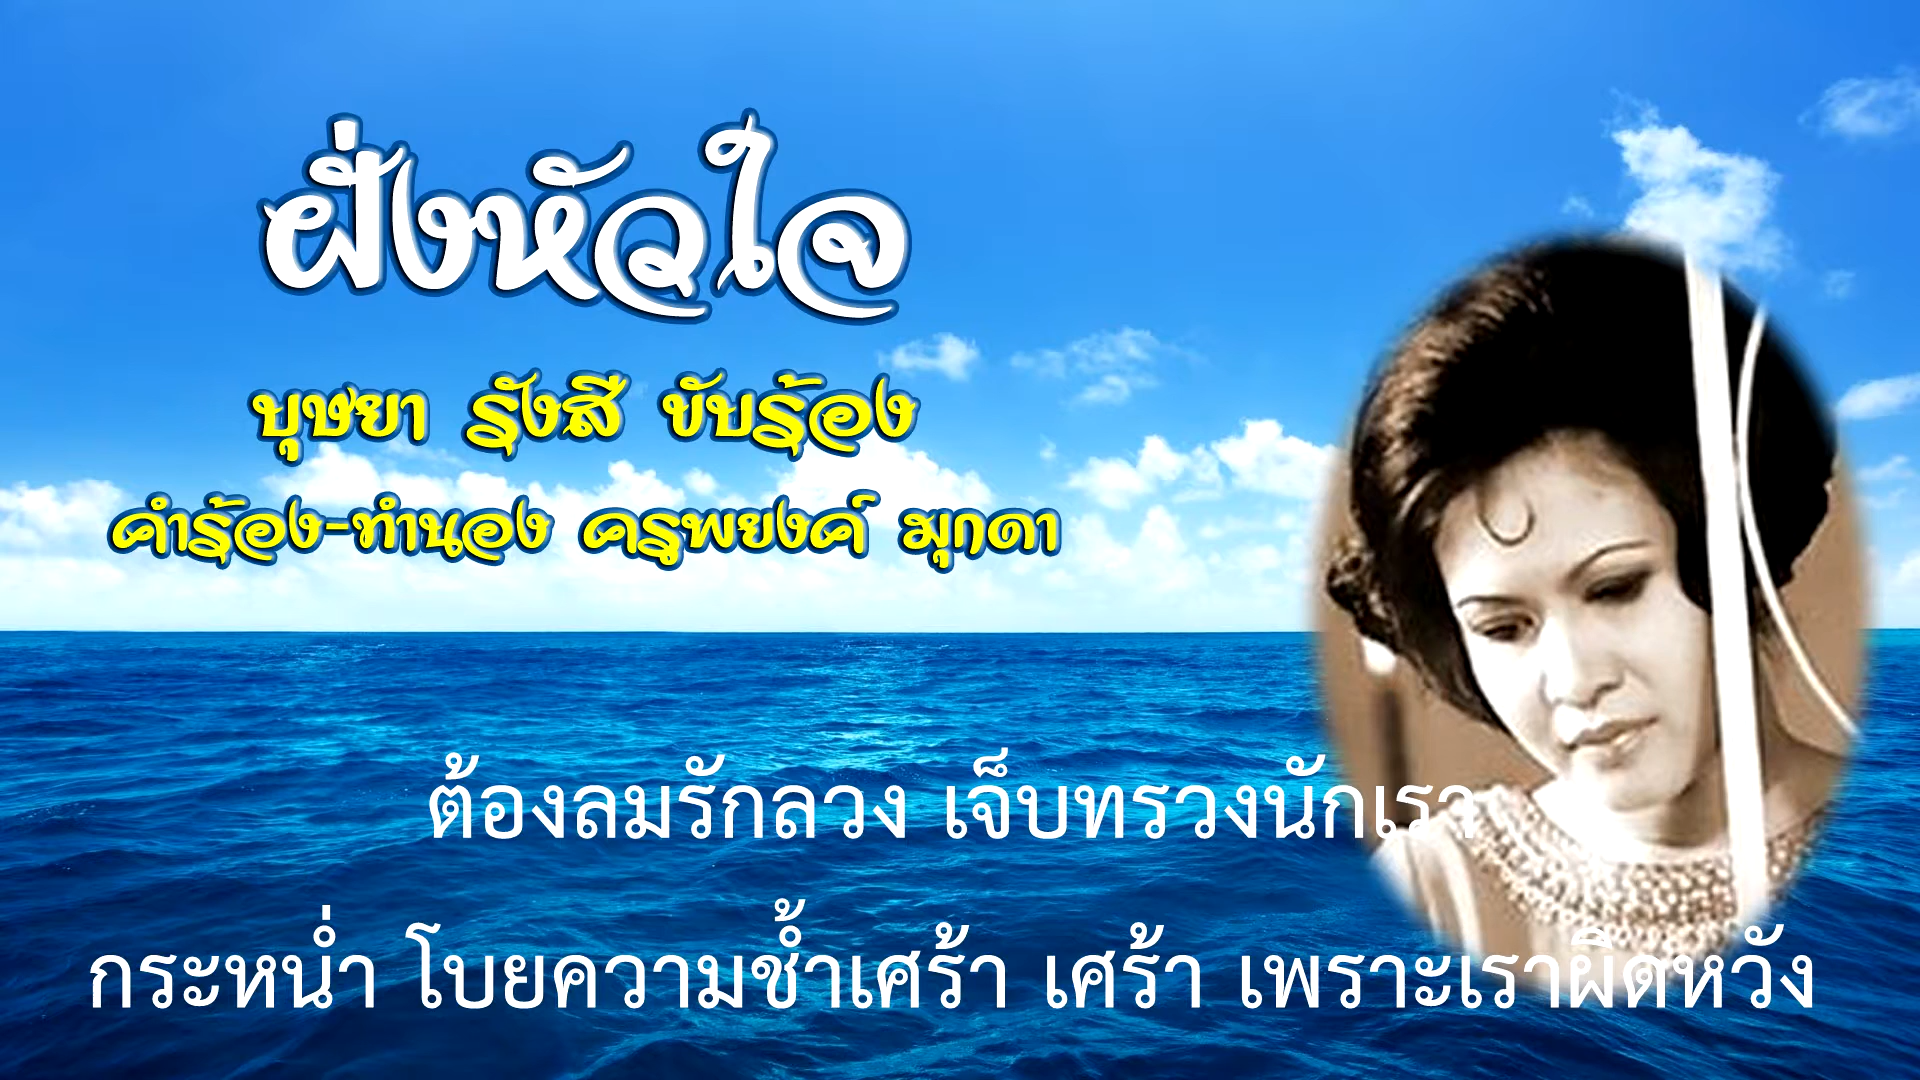 ฝั่งหัวใจ
บุษยา รังสี ขับร้อง
คำร้อง-ทำนอง ครูพยงค์ มุกดา
ต้องลมรักลวง เจ็บทรวงนักเรา
กระหน่ำ โบยความช้ำเศร้า เศร้า เพราะเราผิดหวัง